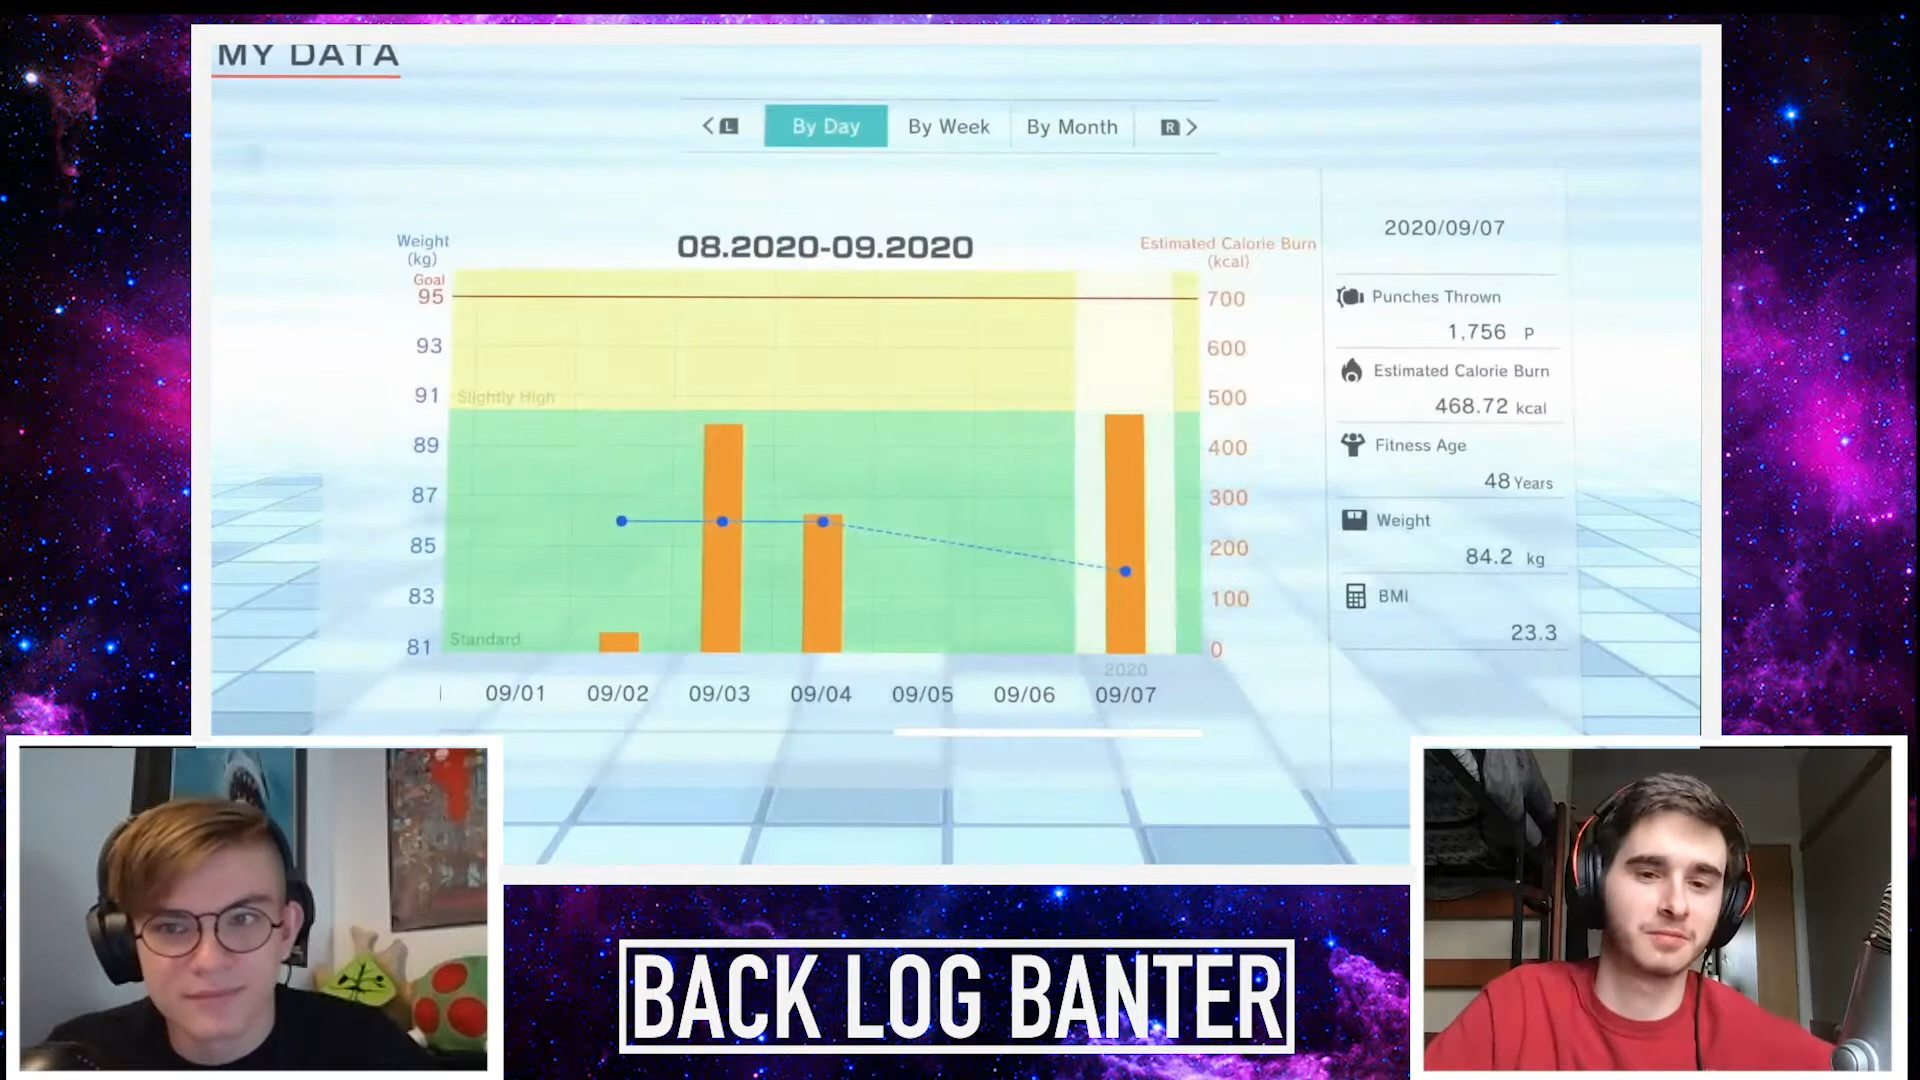 MY DATA
L By Day By Week By Month R
08.2020-09.2020
Weight
(kg)
Goal
95
93
91
89
87
85
83
81
Slightly High
Standard
Estimated Calorie Burn
(kcal)
700
600
500
400
300
200
100
0
2020
09/01 09/02 09/03 09/04 09/05 09/06 09/07
2020/09/07
Punches Thrown
1,756 P
Estimated Calorie Burn
468.72 kcal
Fitness Age
48 Years
Weight
84.2 kg
BMI
23.3
BACK LOG BANTER